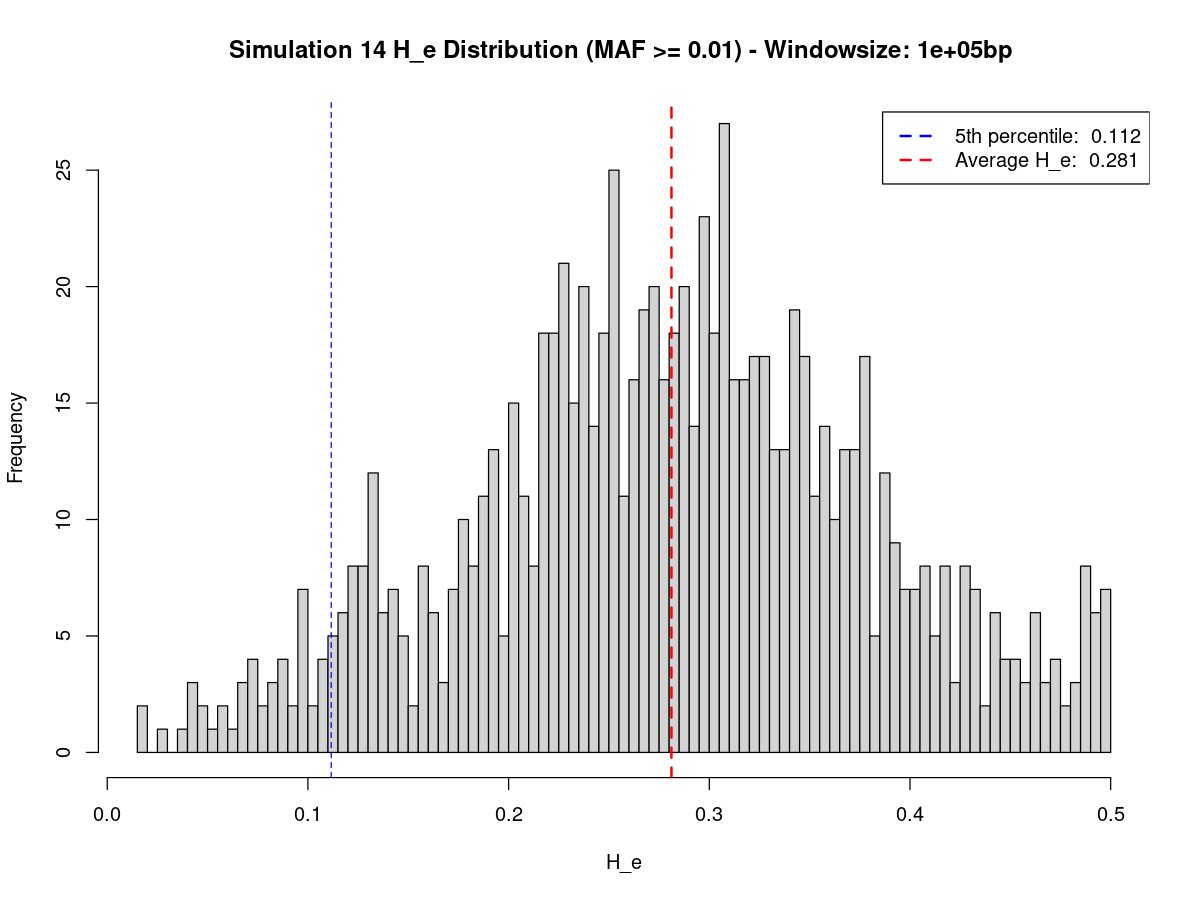 Simulation 14 H_e Distribution (MAF >= 0.01) - Windowsize: 1e+05bp
5th percentile:  0.112
Average H_e:  0.281
Frequency
25
20
15
10
5
0
0.0 0.1 0.2 0.3 0.4 0.5
H_e